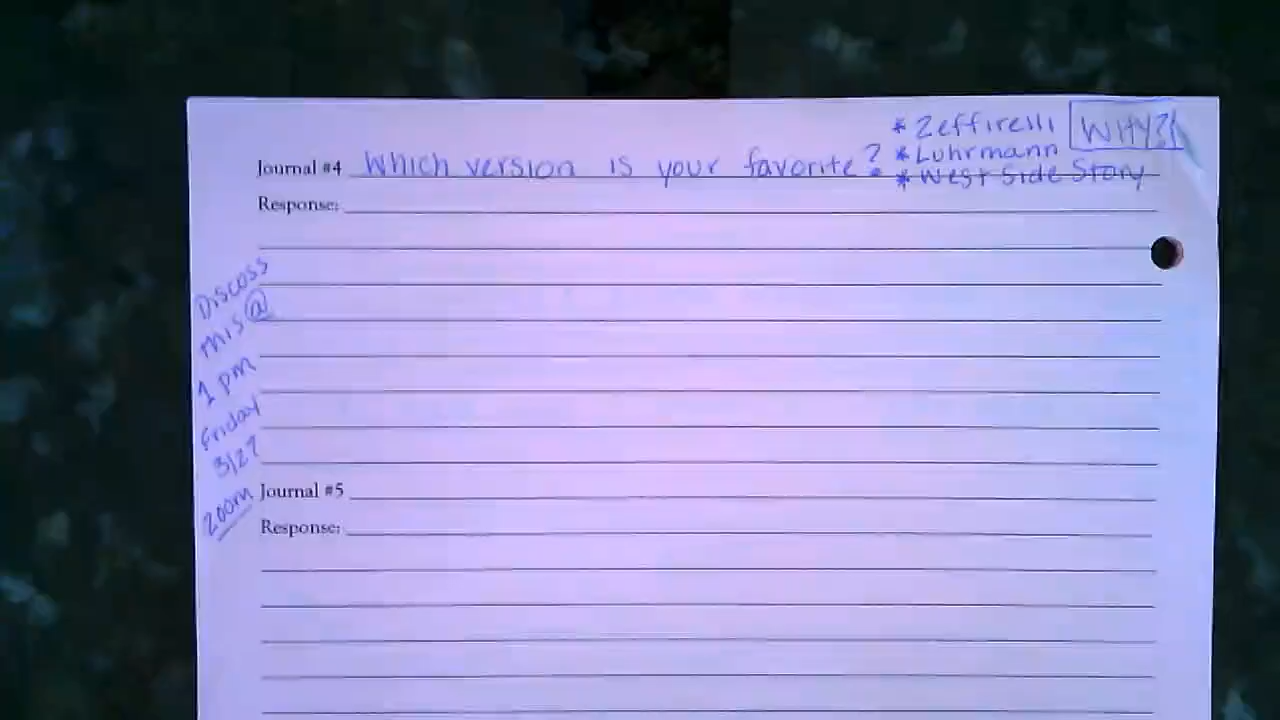 * Zeffirelli WHY?!
Journal #4 Which version is your favorite? * Luhrmann
* West Side Story
Response:
Discuss
this @
1 pm
Friday
3/27
zoom
Journal #5
Response: